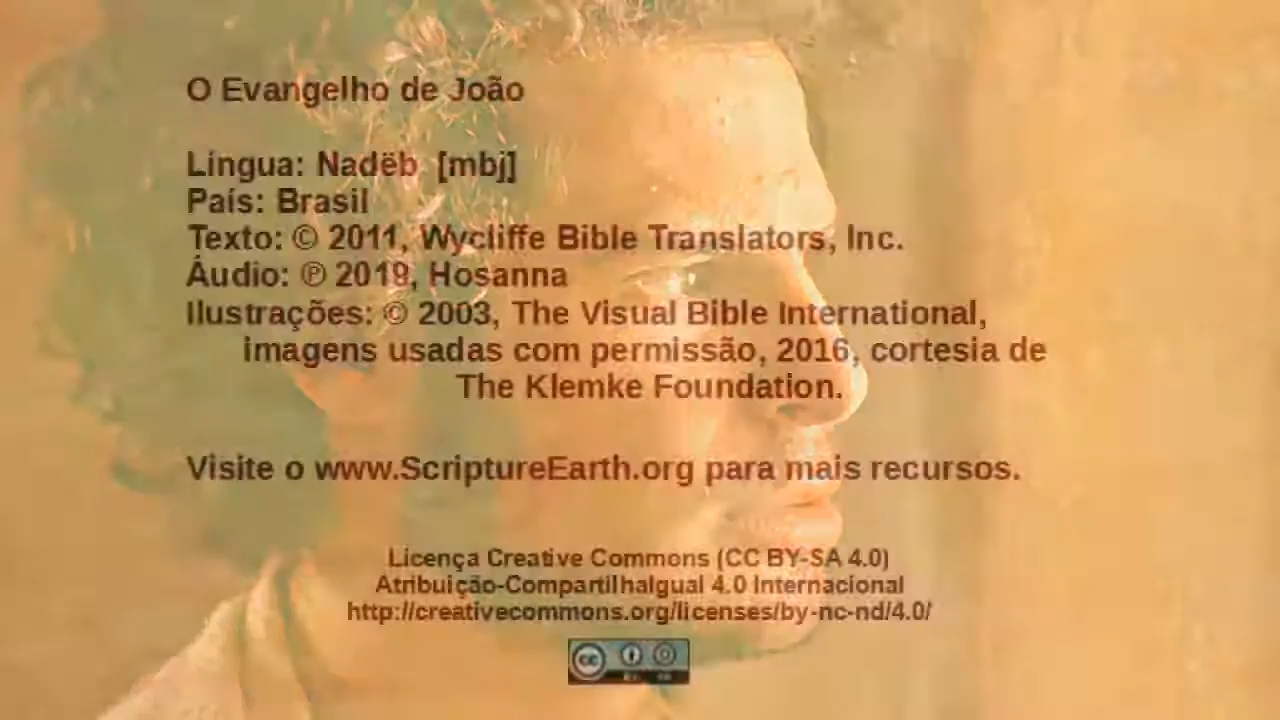 O Evangelho de João
Língua: Nadëb [mbj]
País: Brasil
Texto: © 2011, Wycliffe Bible Translators, Inc.
Áudio: ℗ 2019, Hosanna
Ilustrações: © 2003, The Visual Bible International,
imagens usadas com permissão, 2016, cortesia de
The Klemke Foundation.
Visite o www.ScriptureEarth.org para mais recursos.
Licença Creative Commons (CC BY-SA 4.0)
Atribuição-CompartilhaIgual 4.0 Internacional
http://creativecommons.org/licenses/by-nc-nd/4.0/
cc
BY SA